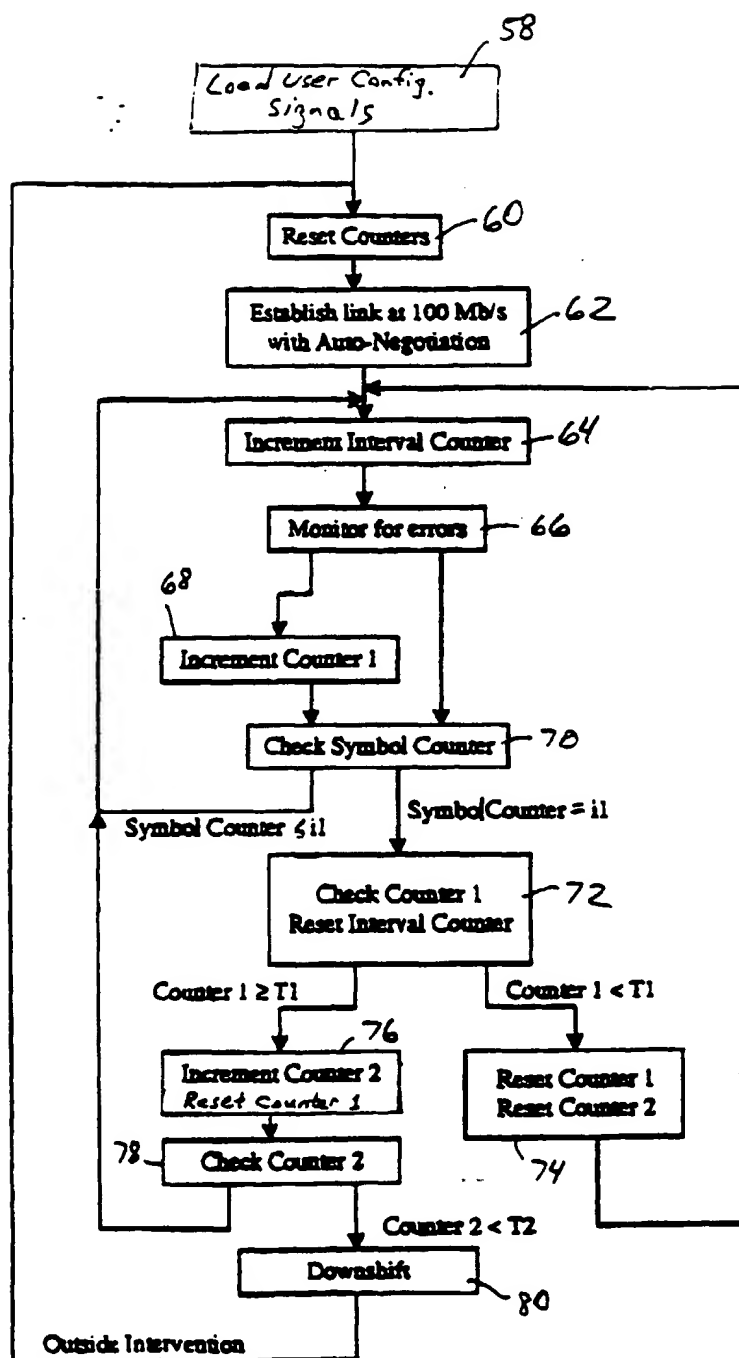 58
Load User Config.
Signals
60
Reset Counters
Establish link at 100 Mb/s
with Auto-Negotiation
62
Increment Interval Counter
64
Monitor for errors
66
68
Increment Counter 1
Check Symbol Counter
70
Symbol Counter ≤ i1
Symbol Counter = i1
Check Counter 1
Reset Interval Counter
72
Counter 1 ≥ T1
Counter 1 < T1
76
Increment Counter 2
Reset Counter 1
Reset Counter 1
Reset Counter 2
74
78
Check Counter 2
Counter 2 < T2
Downshift
80
Outside Intervention